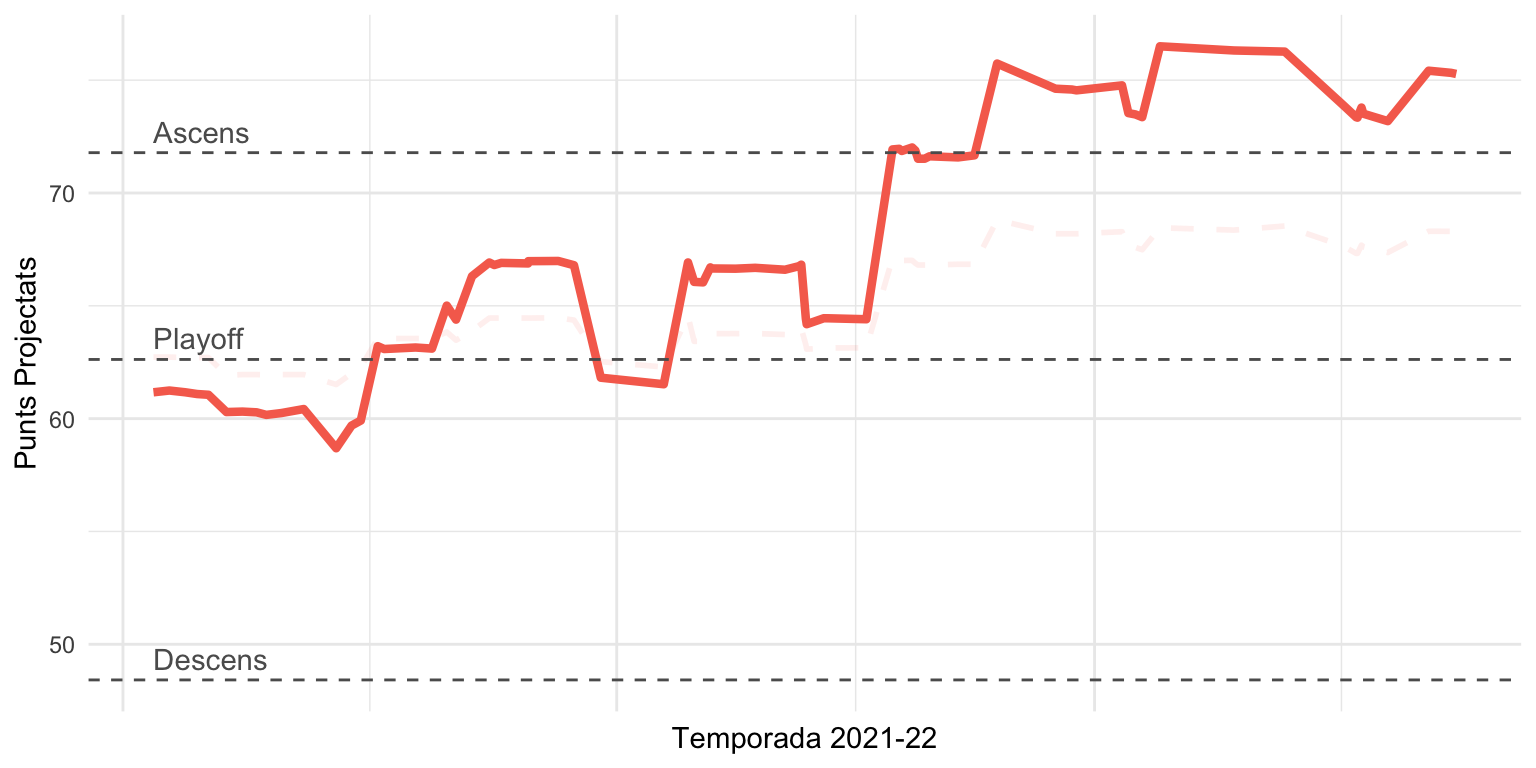 Punts Projectats
70
60
50
Ascens
Playoff
Descens
Temporada 2021-22